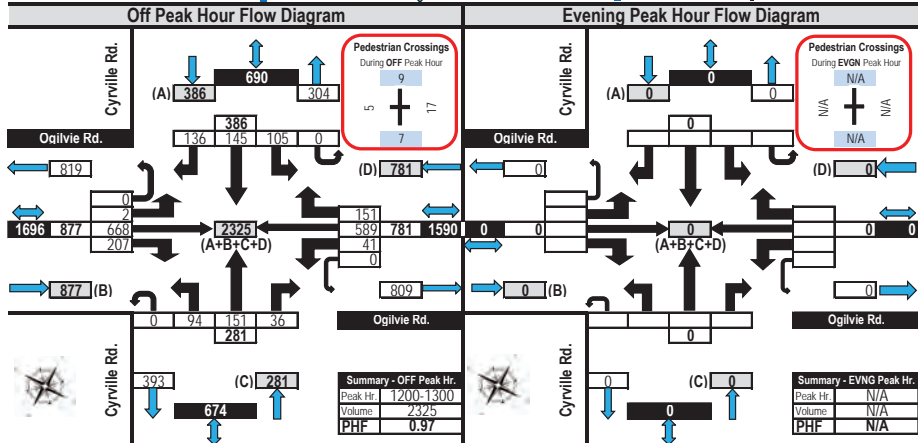 Off Peak Hour Flow Diagram
Cyrville Rd.
690
(A) 386 304
Pedestrian Crossings
During OFF Peak Hour
9
5 17
7
386
136 145 105 0
Ogilvie Rd.
819
(D) 781
0
2
1696 877 668
207
2325
(A+B+C+D)
151
589 781 1590
41
0
877 (B)
809
0 94 151 36
281
Ogilvie Rd.
Cyrville Rd.
393
(C) 281
674
Summary - OFF Peak Hr.
Peak Hr. 1200-1300
Volume 2325
PHF 0.97
Evening Peak Hour Flow Diagram
Cyrville Rd.
0
(A) 0 0
Pedestrian Crossings
During EVGN Peak Hour
N/A
N/A N/A
N/A
0
Ogilvie Rd.
0
(D) 0
0 0
0
(A+B+C+D)
0 0
0 (B)
0
0
Ogilvie Rd.
Cyrville Rd.
0
(C) 0
0
Summary - EVNG Peak Hr.
Peak Hr. N/A
Volume N/A
PHF N/A